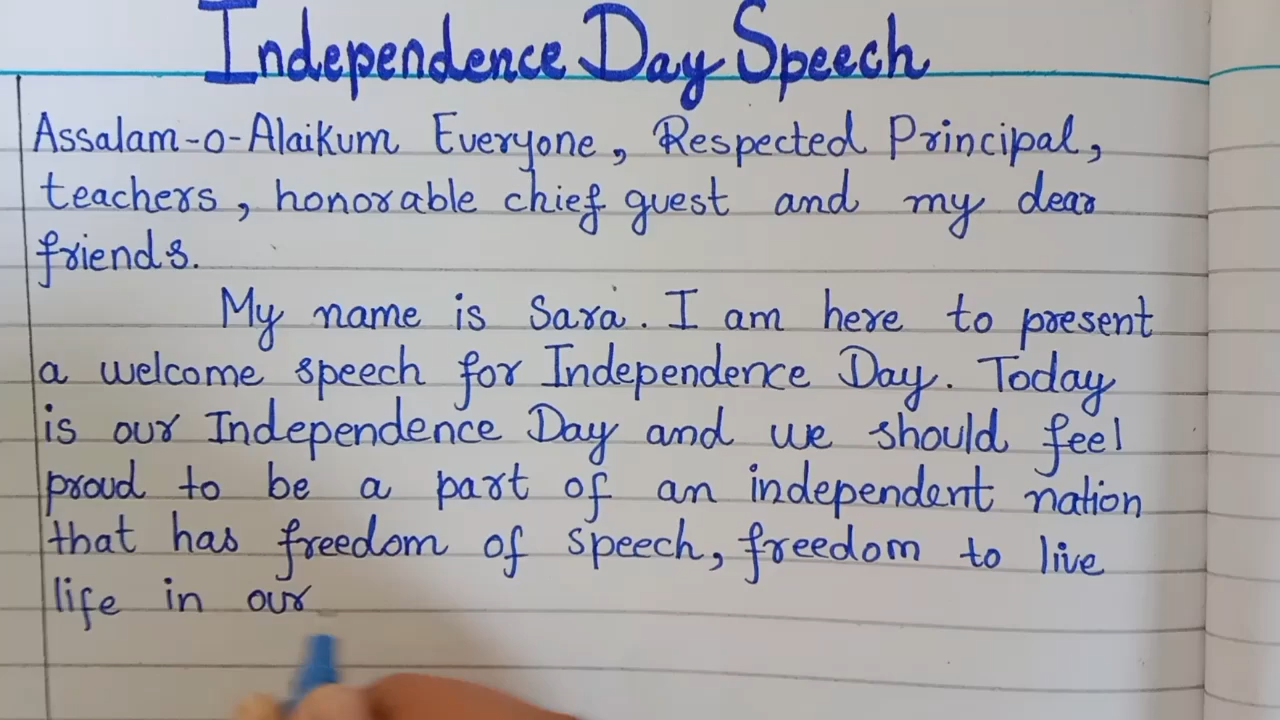 Independence Day Speech
Assalam-o-Alaikum Everyone, Respected Principal,
teachers, honorable chief guest and my dear
friends.
My name is Sara. I am here to present
a welcome speech for Independence Day. Today
is our Independence Day and we should feel
proud to be a part of an independent nation
that has freedom of speech, freedom to live
life in our